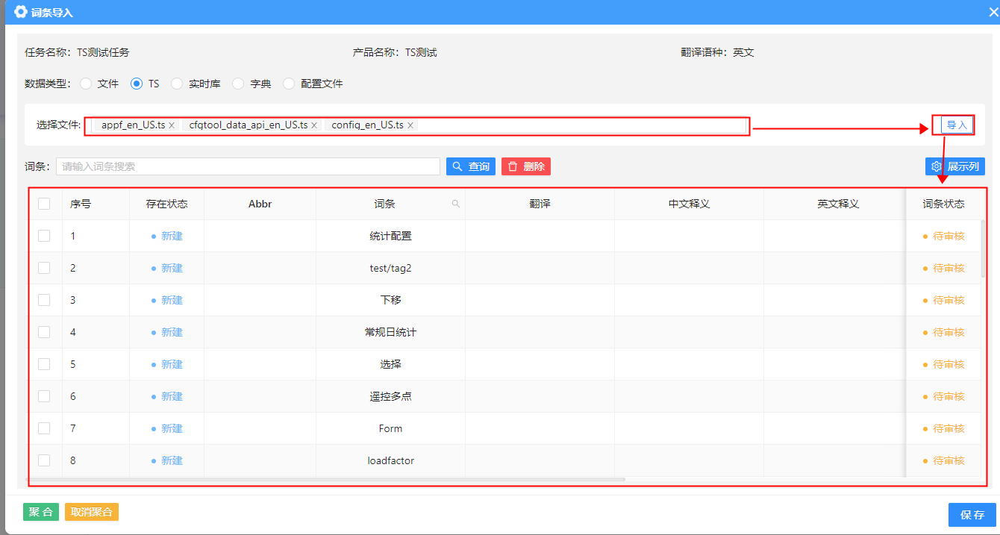 词条导入
任务名称： TS测试任务 产品名称： TS测试 翻译语种： 英文
数据类型： 文件 TS 实时库 字典 配置文件
选择文件: appf_en_US.ts cfgtool_data_api_en_US.ts config_en_US.ts 导入
词条： 请输入词条搜索 查询 删除 展示列
序号 存在状态 Abbr 词条 翻译 中文释义 英文释义 词条状态
1 新建 统计配置 待审核
2 新建 test/tag2 待审核
3 新建 下移 待审核
4 新建 常规日统计 待审核
5 新建 选择 待审核
6 新建 遥控多点 待审核
7 新建 Form 待审核
8 新建 loadfactor 待审核
聚 合 取消聚合 保 存